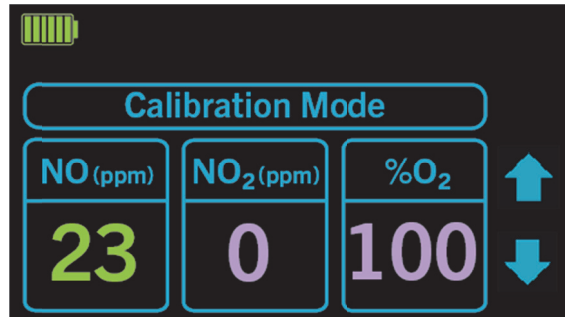 Calibration Mode
NO (ppm) NO₂ (ppm) %O₂
23 0 100